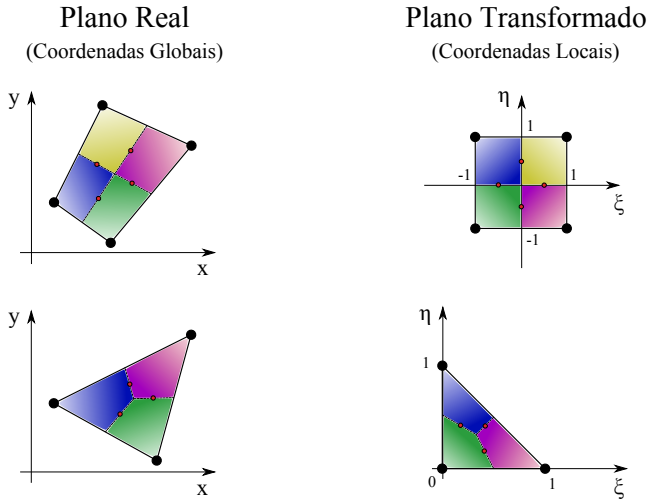 Plano Real
(Coordenadas Globais)
Plano Transformado
(Coordenadas Locais)
y
x
η
1
-1
1
-1
ξ
y
x
η
1
0
1
ξ